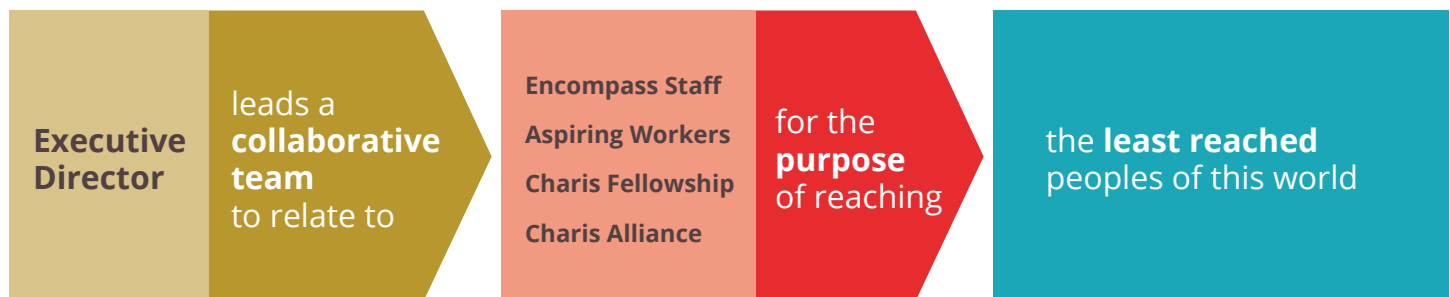 Executive
Director
leads a
collaborative
team
to relate to
Encompass Staff
Aspiring Workers
Charis Fellowship
Charis Alliance
for the
purpose
of reaching
the least reached
peoples of this world